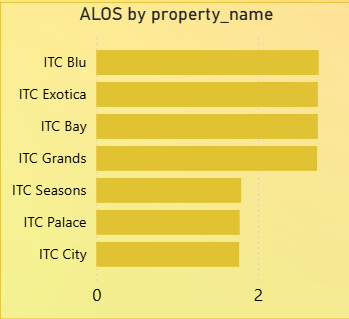 ALOS by property_name
ITC Blu
ITC Exotica
ITC Bay
ITC Grands
ITC Seasons
ITC Palace
ITC City
0 2